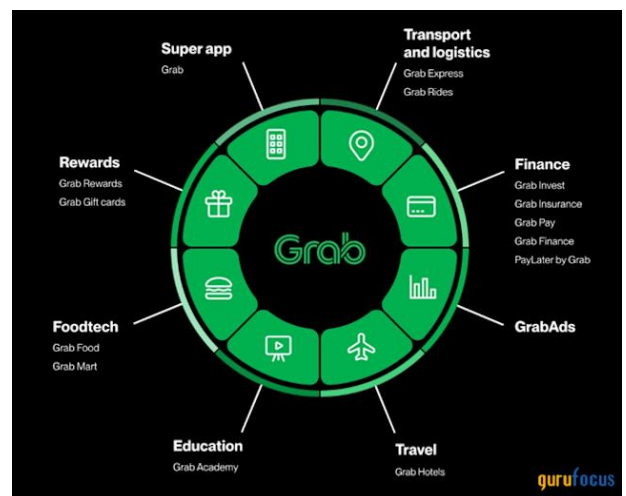 Super app
Grab
Transport
and logistics
Grab Express
Grab Rides
Rewards
Grab Rewards
Grab Gift cards
Finance
Grab Invest
Grab Insurance
Grab Pay
Grab Finance
PayLater by Grab
Grab
Foodtech
Grab Food
Grab Mart
GrabAds
Education
Grab Academy
Travel
Grab Hotels
gurufocus